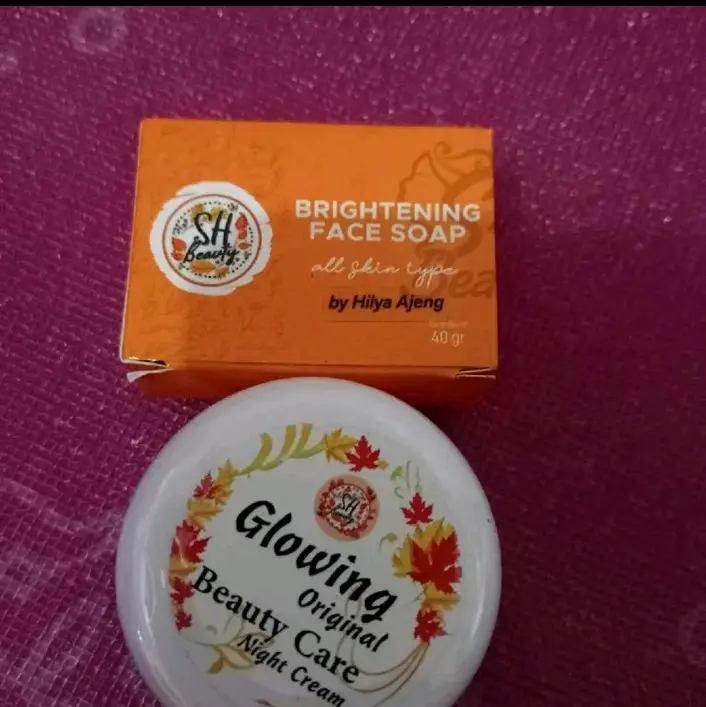 SH
Beauty
BRIGHTENING
FACE SOAP
all skin type
by Hilya Ajeng
40 gr
SH
Glowing
Original
Beauty Care
Night Cream